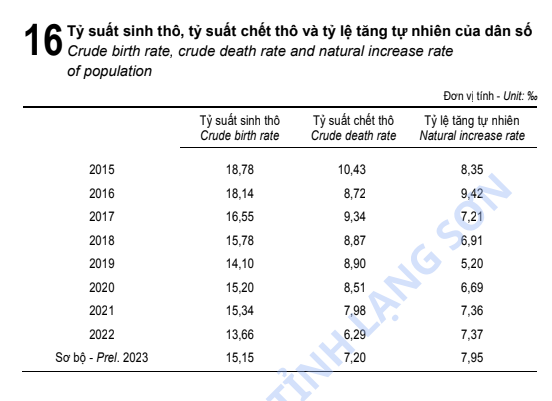 16 Tỷ suất sinh thô, tỷ suất chết thô và tỷ lệ tăng tự nhiên của dân số
Crude birth rate, crude death rate and natural increase rate
of population
Đơn vị tính - Unit: ‰
Tỷ suất sinh thô Tỷ suất chết thô Tỷ lệ tăng tự nhiên
Crude birth rate Crude death rate Natural increase rate
2015 18,78 10,43 8,35
2016 18,14 8,72 9,42
2017 16,55 9,34 7,21
2018 15,78 8,87 6,91
2019 14,10 8,90 5,20
2020 15,20 8,51 6,69
2021 15,34 7,98 7,36
2022 13,66 6,29 7,37
Sơ bộ - Prel. 2023 15,15 7,20 7,95
TỈNH LẠNG SƠN